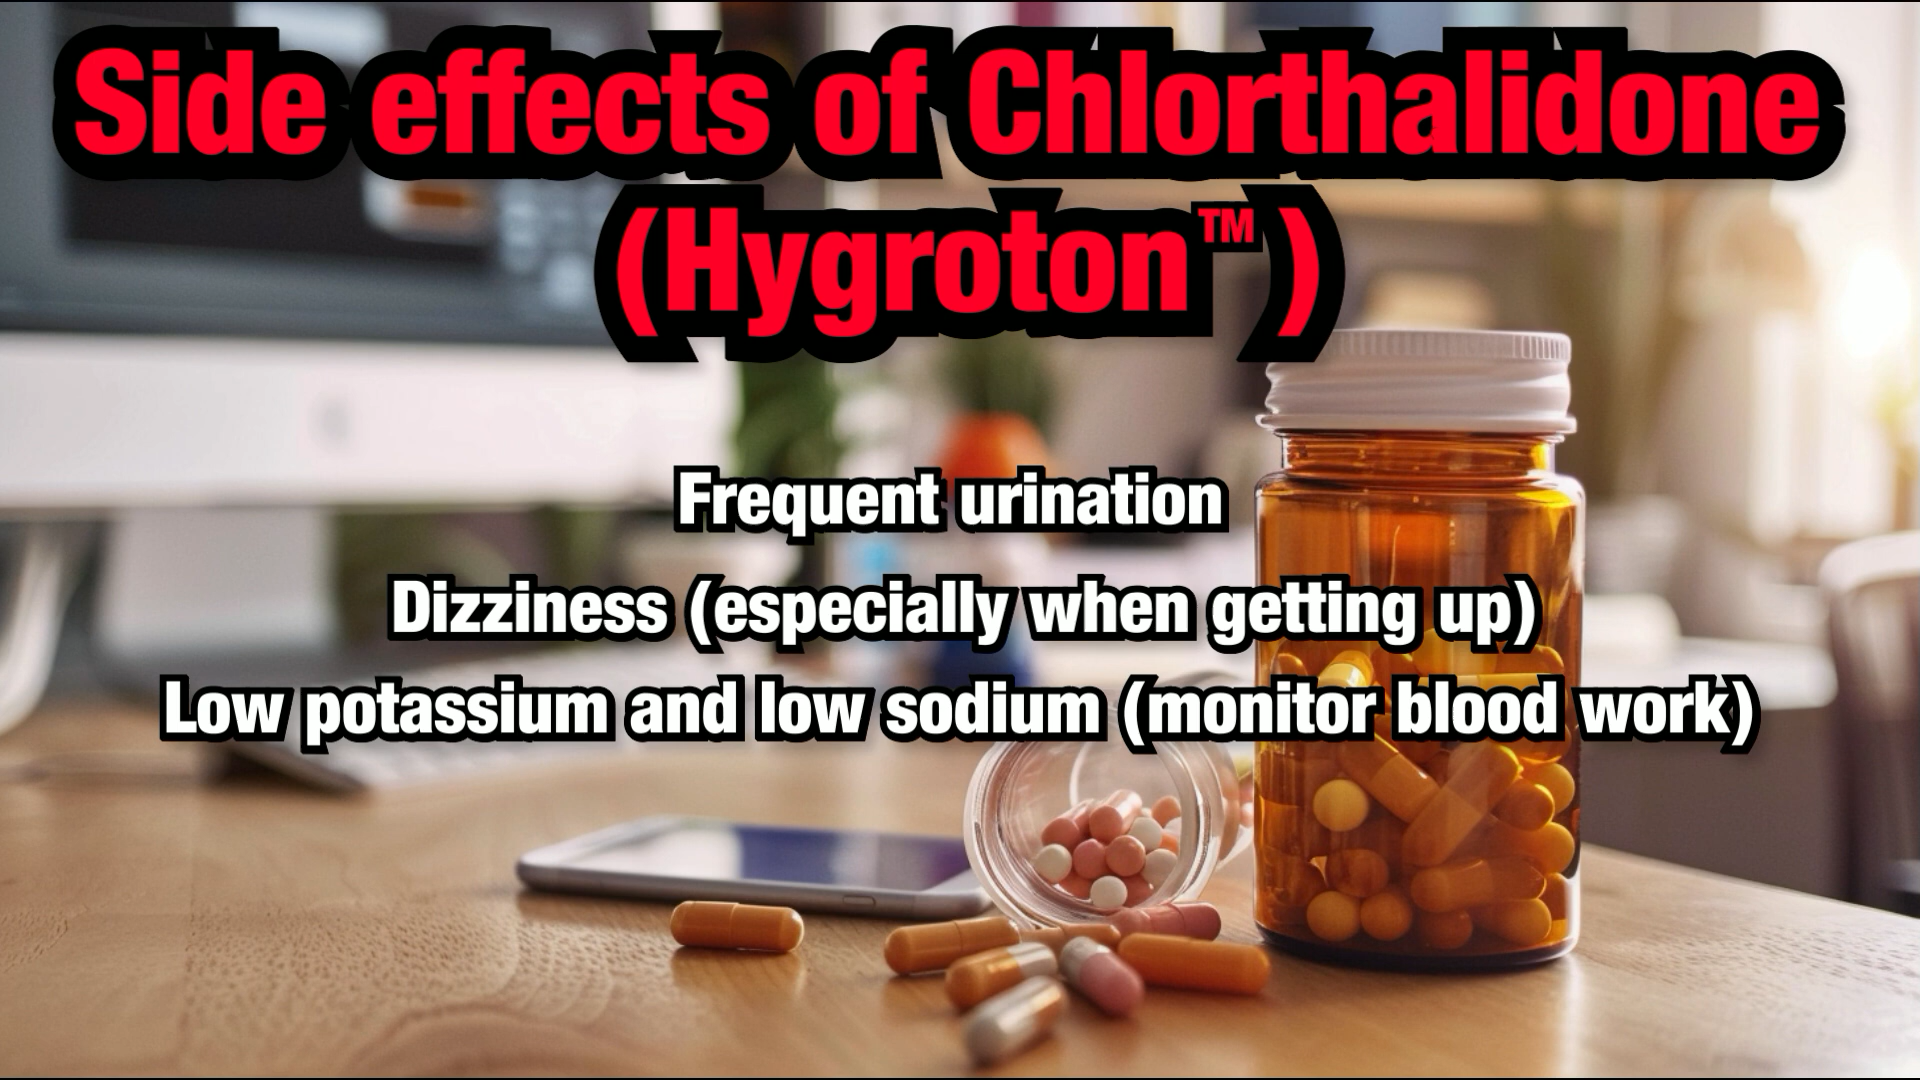 Side effects of Chlorthalidone
(Hygroton™)
Frequent urination
Dizziness (especially when getting up)
Low potassium and low sodium (monitor blood work)